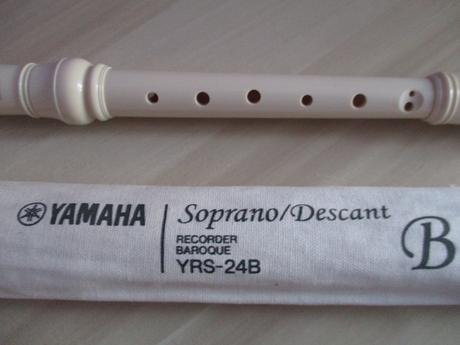 YAMAHA
Soprano/Descant
RECORDER
BAROQUE
YRS-24B
B